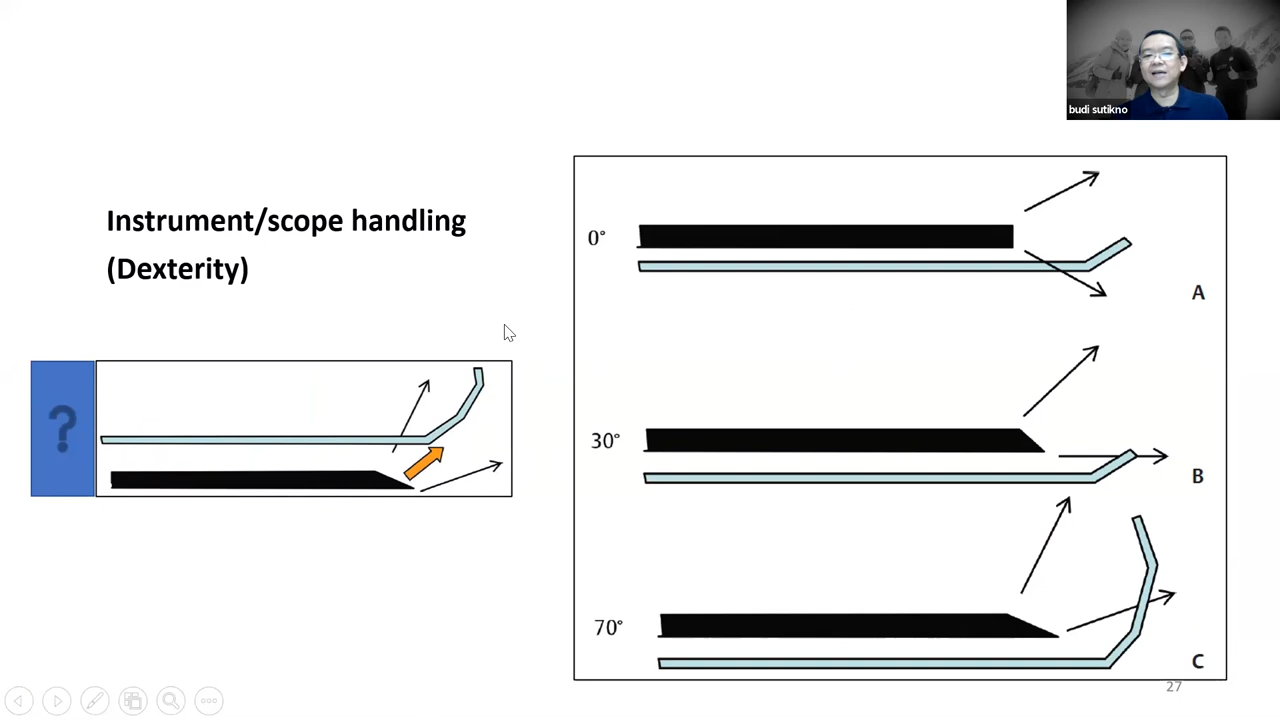 budi sutikno
Instrument/scope handling
(Dexterity)
?
0°
A
30°
B
70°
C
27